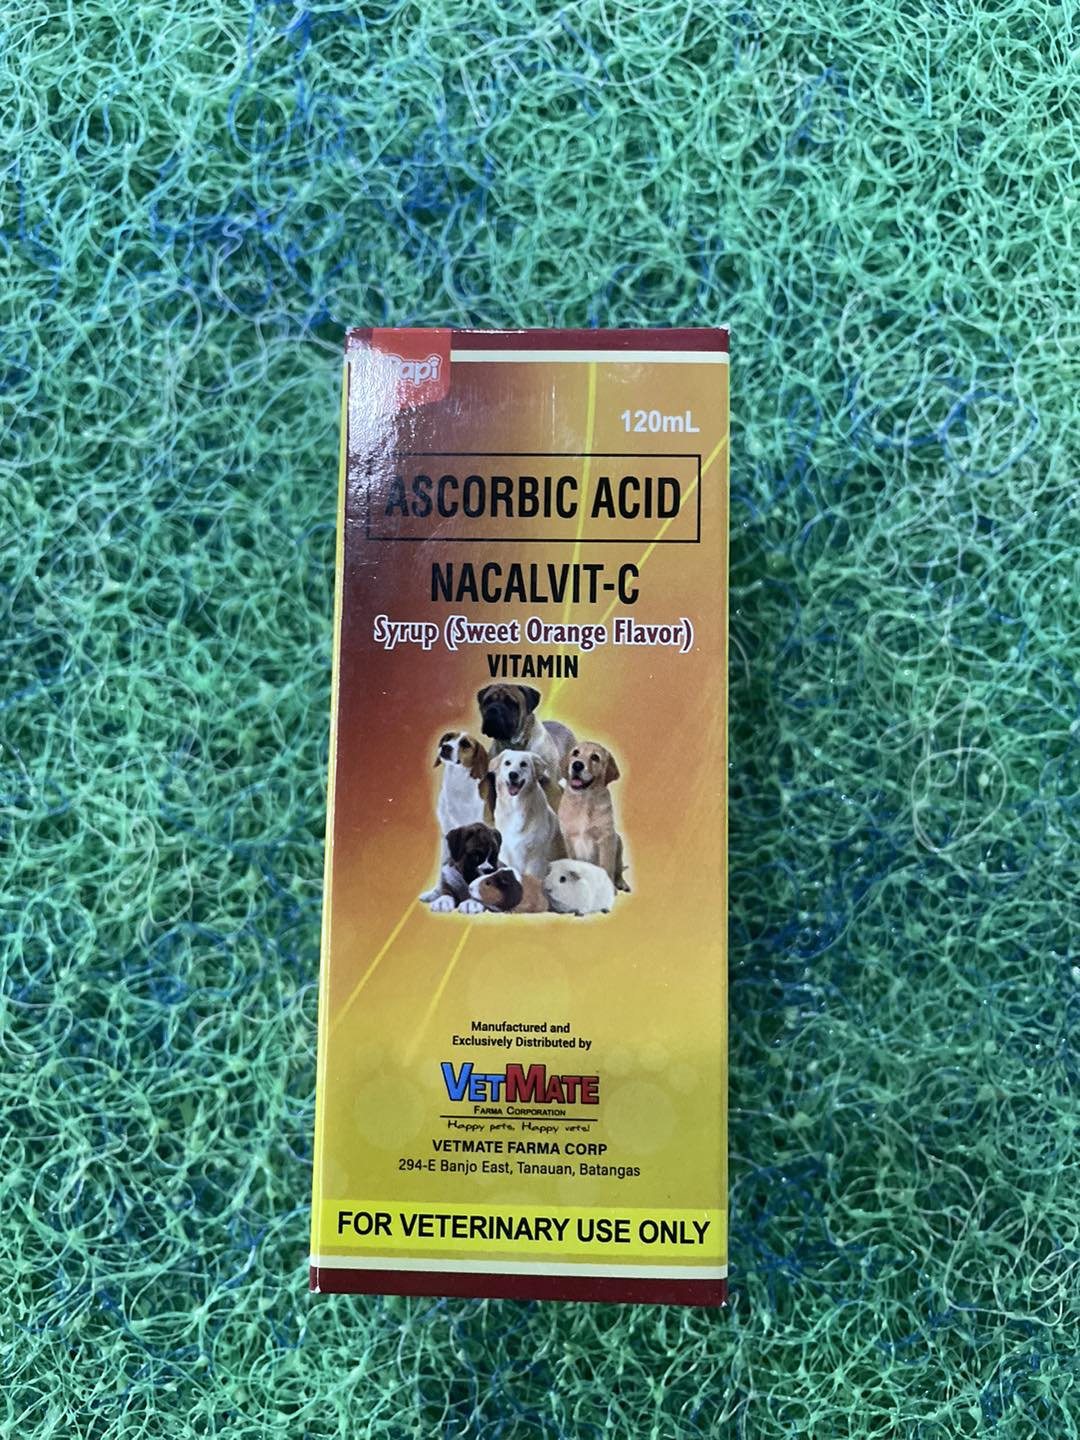 Papi
120mL
ASCORBIC ACID
NACALVIT-C
Syrup (Sweet Orange Flavor)
VITAMIN
Manufactured and
Exclusively Distributed by
VETMATE
FARMA CORPORATION
Happy pets, Happy vets!
VETMATE FARMA CORP
294-E Banjo East, Tanauan, Batangas
FOR VETERINARY USE ONLY